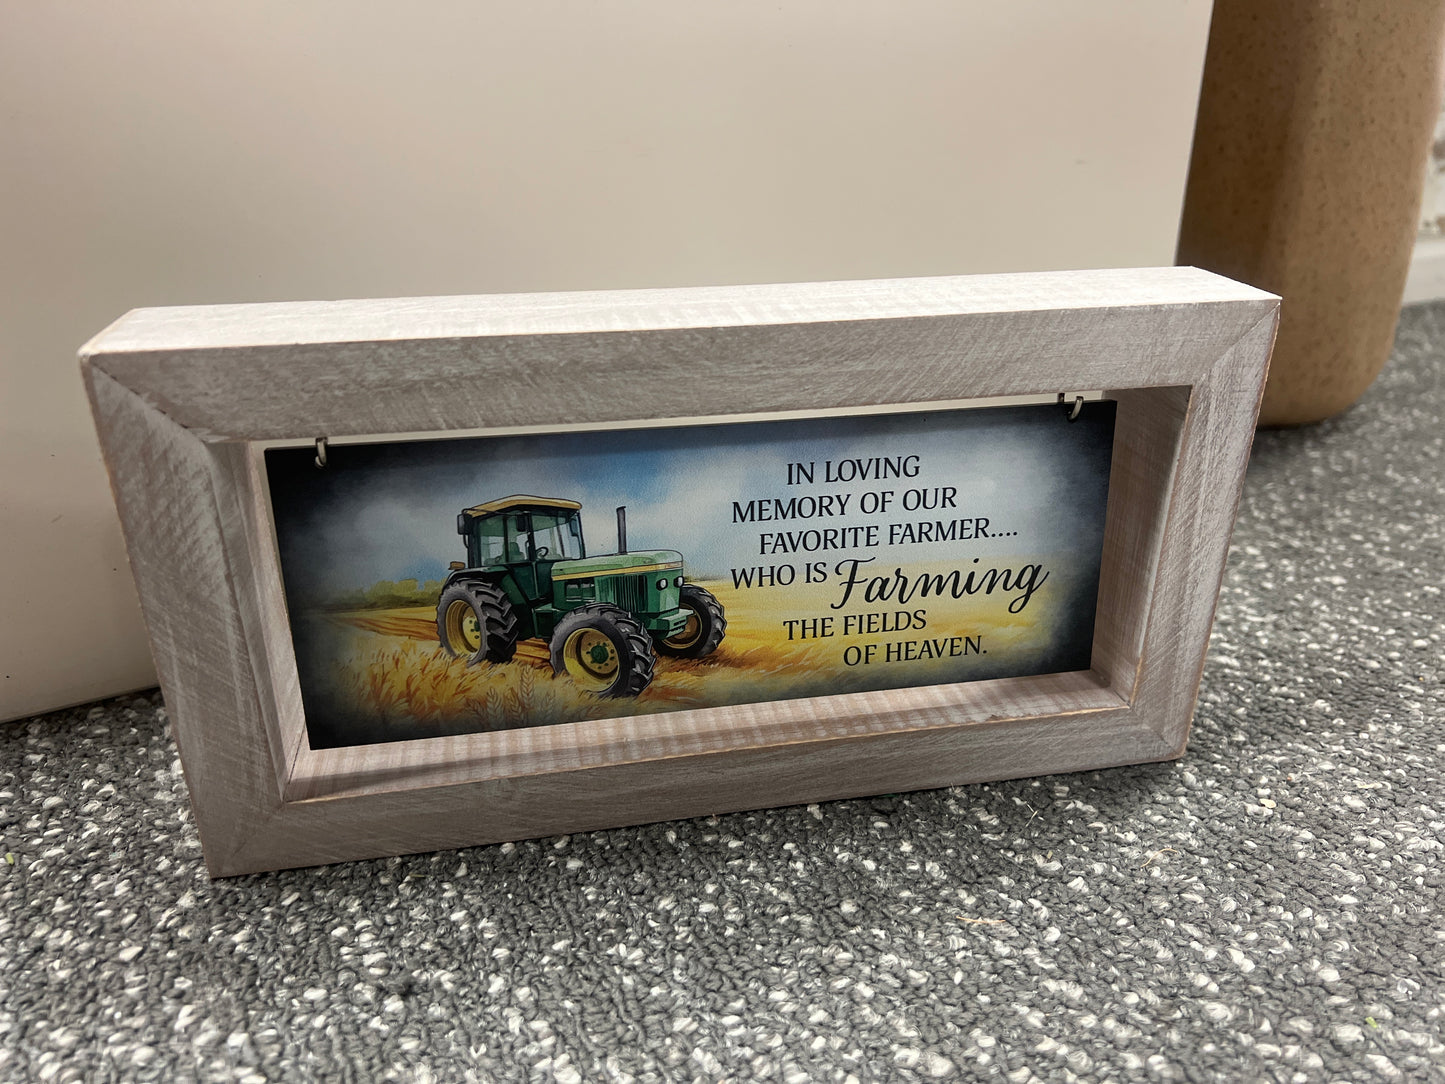 IN LOVING
MEMORY OF OUR
FAVORITE FARMER....
WHO IS Farming
THE FIELDS
OF HEAVEN.